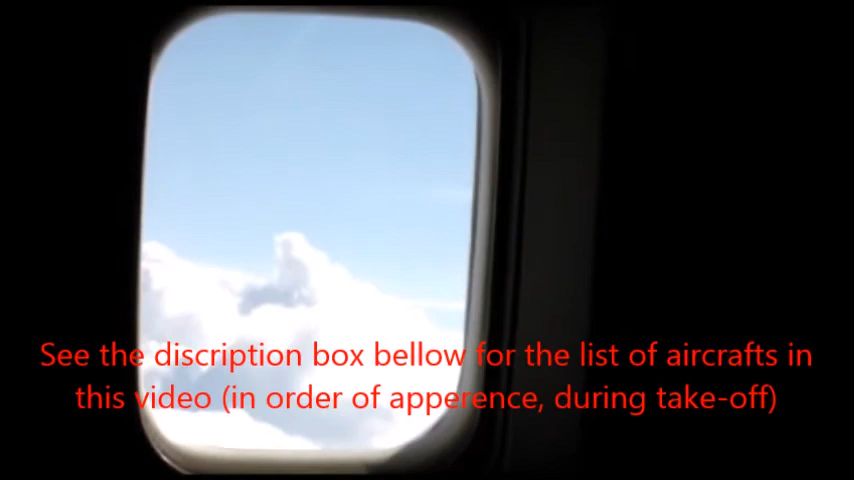 See the discription box bellow for the list of aircrafts in
this video (in order of apperence, during take-off)